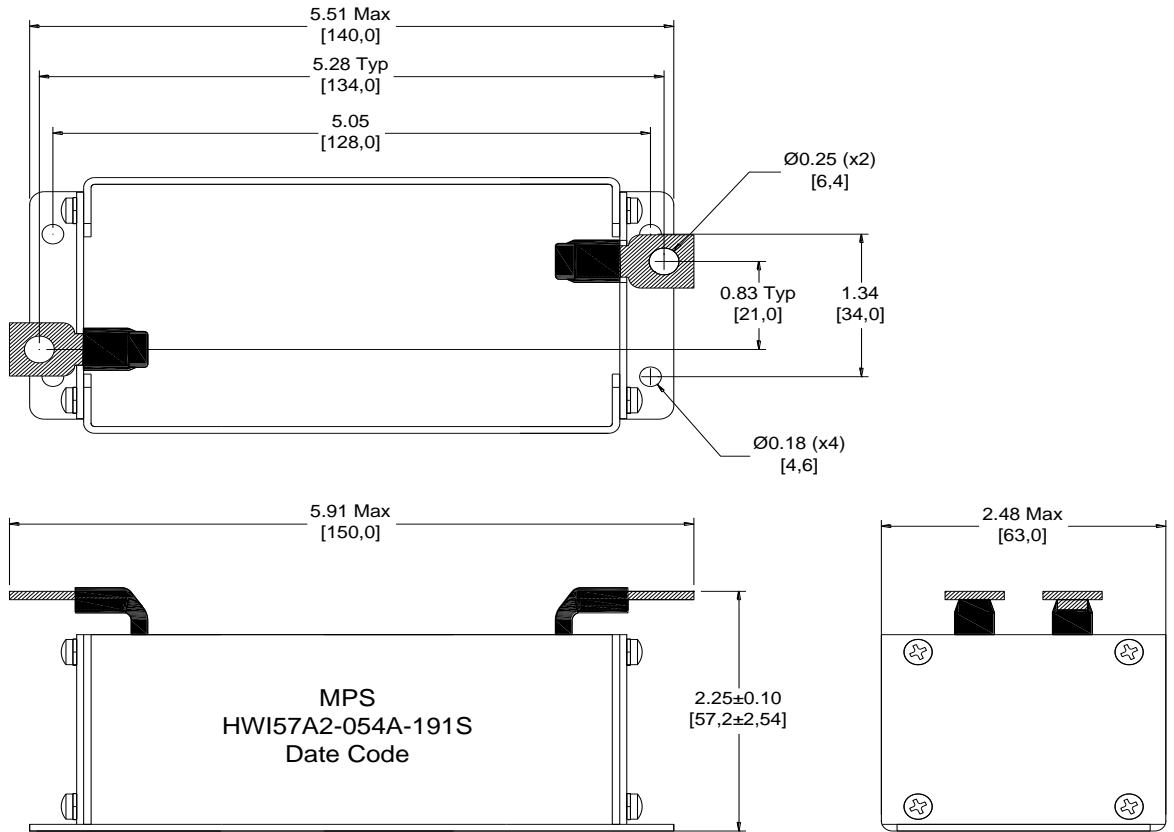 5.51 Max
[140,0]
5.28 Typ
[134,0]
5.05
[128,0]
Ø0.25 (x2)
[6,4]
0.83 Typ
[21,0]
1.34
[34,0]
Ø0.18 (x4)
[4,6]
5.91 Max
[150,0]
2.48 Max
[63,0]
MPS
HWI57A2-054A-191S
Date Code
2.25±0.10
[57,2±2,54]